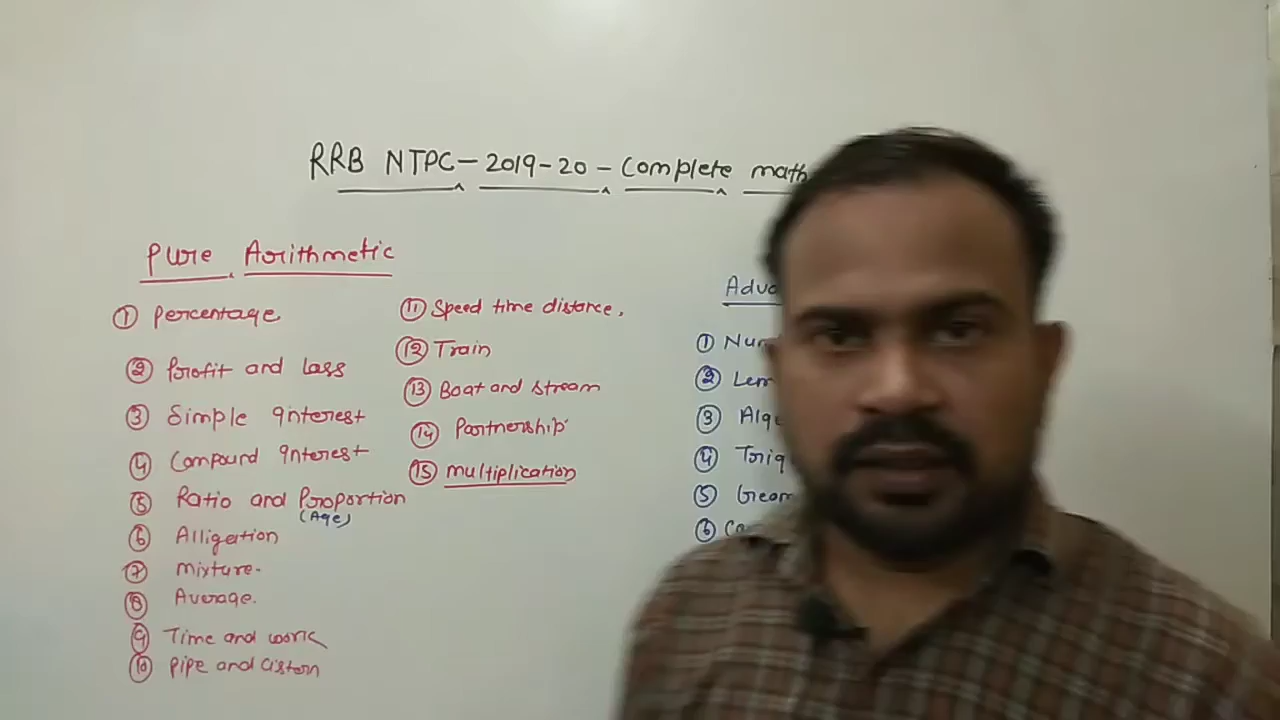 RRB NTPC - 2019-20 - Complete math
Pure Arithmetic
① Percentage
② Profit and Loss
③ Simple Interest
④ Compound Interest
⑤ Ratio and Proportion
(Age)
⑥ Alligation
⑦ Mixture.
⑧ Average.
⑨ Time and work
⑩ Pipe and Cistern
⑪ Speed time distance.
⑫ Train
⑬ Boat and stream
⑭ Partnership
⑮ multiplication
①
②
③
④
⑤
⑥